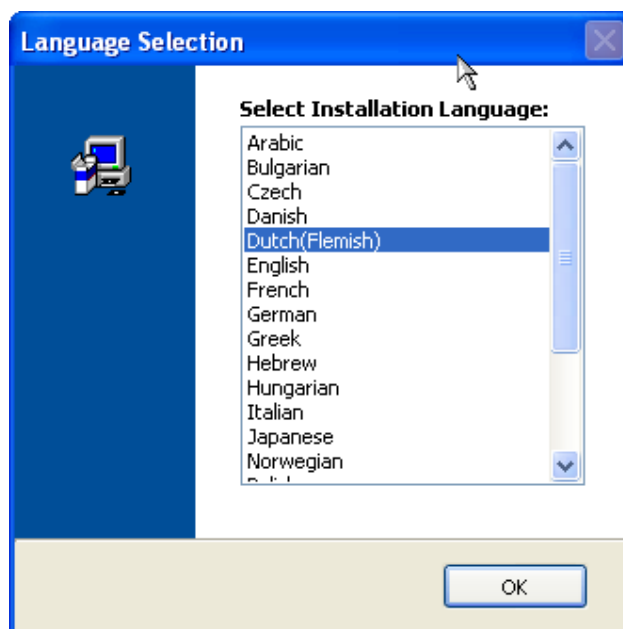 Language Selection
Select Installation Language:
Arabic
Bulgarian
Czech
Danish
Dutch(Flemish)
English
French
German
Greek
Hebrew
Hungarian
Italian
Japanese
Norwegian
OK